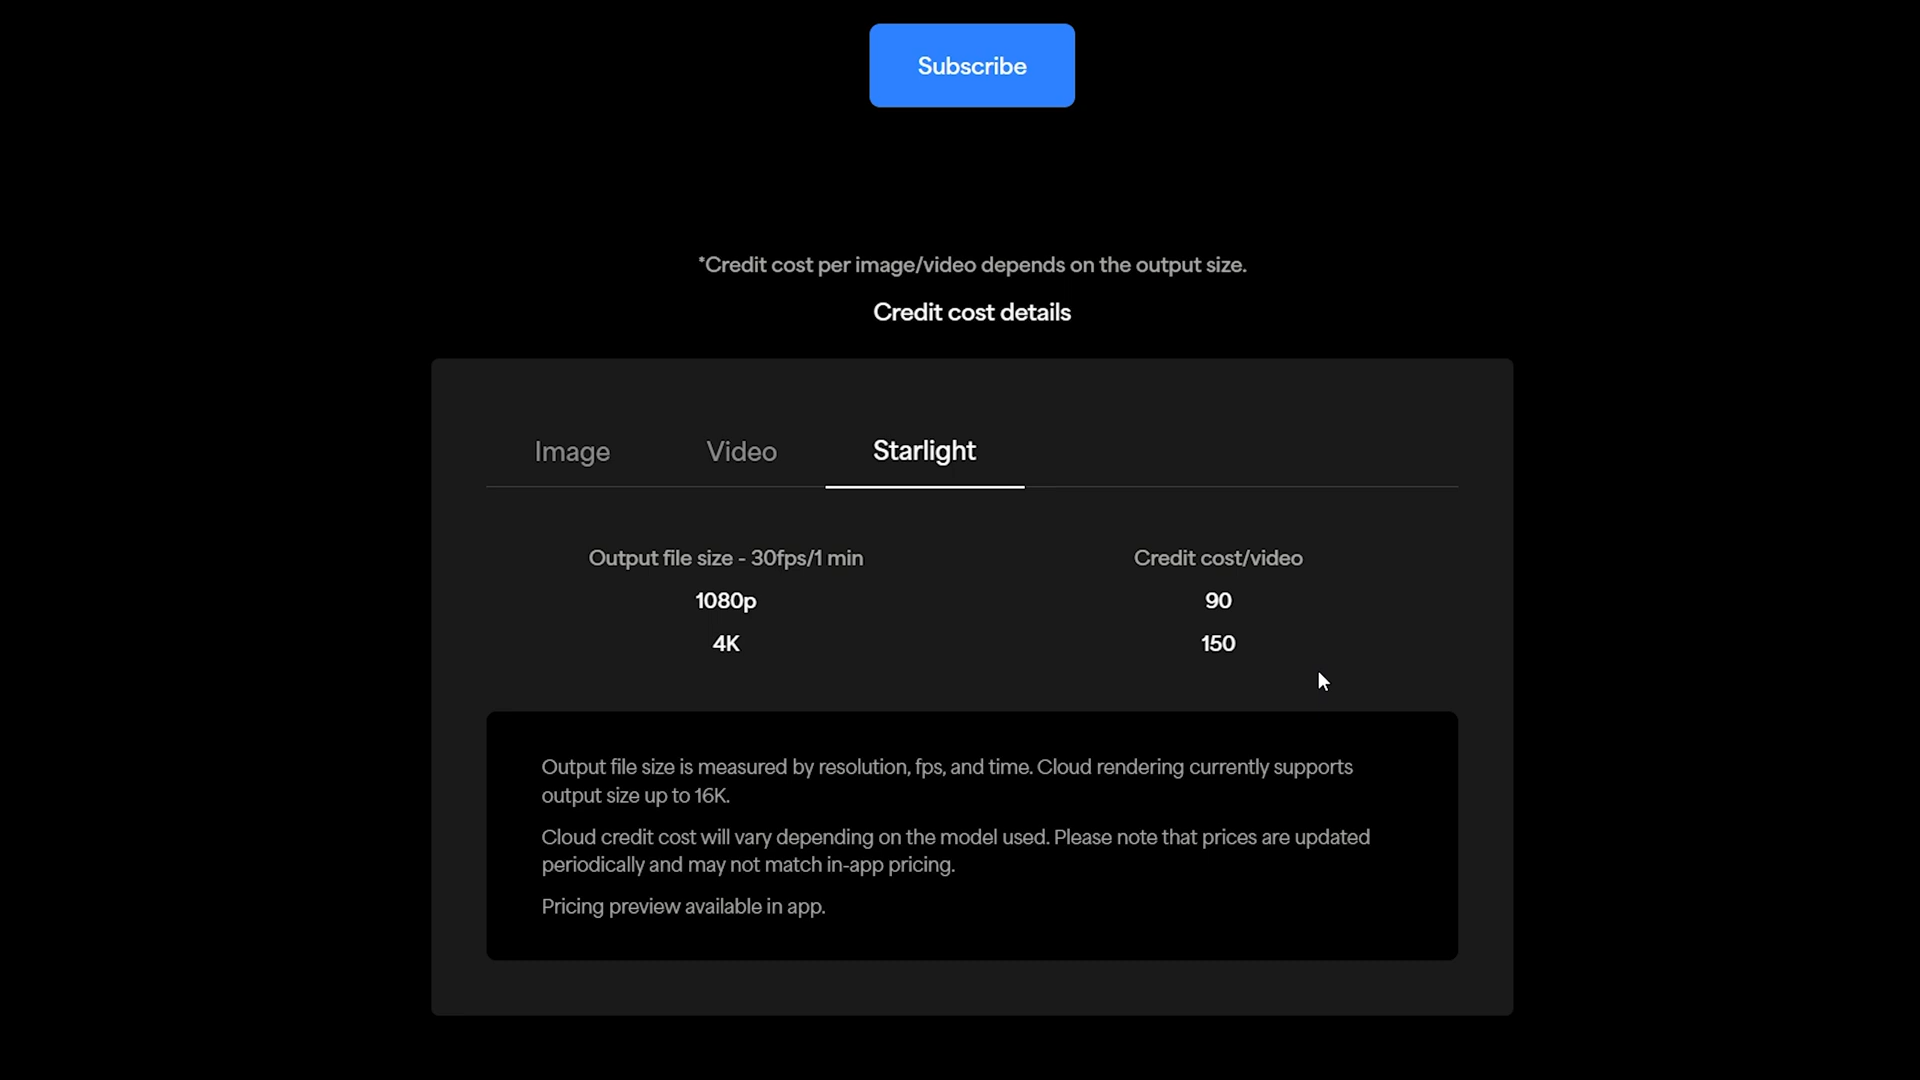 Subscribe
*Credit cost per image/video depends on the output size.
Credit cost details
Image Video Starlight
Output file size - 30fps/1 min Credit cost/video
1080p 90
4K 150
Output file size is measured by resolution, fps, and time. Cloud rendering currently supports
output size up to 16K.
Cloud credit cost will vary depending on the model used. Please note that prices are updated
periodically and may not match in-app pricing.
Pricing preview available in app.